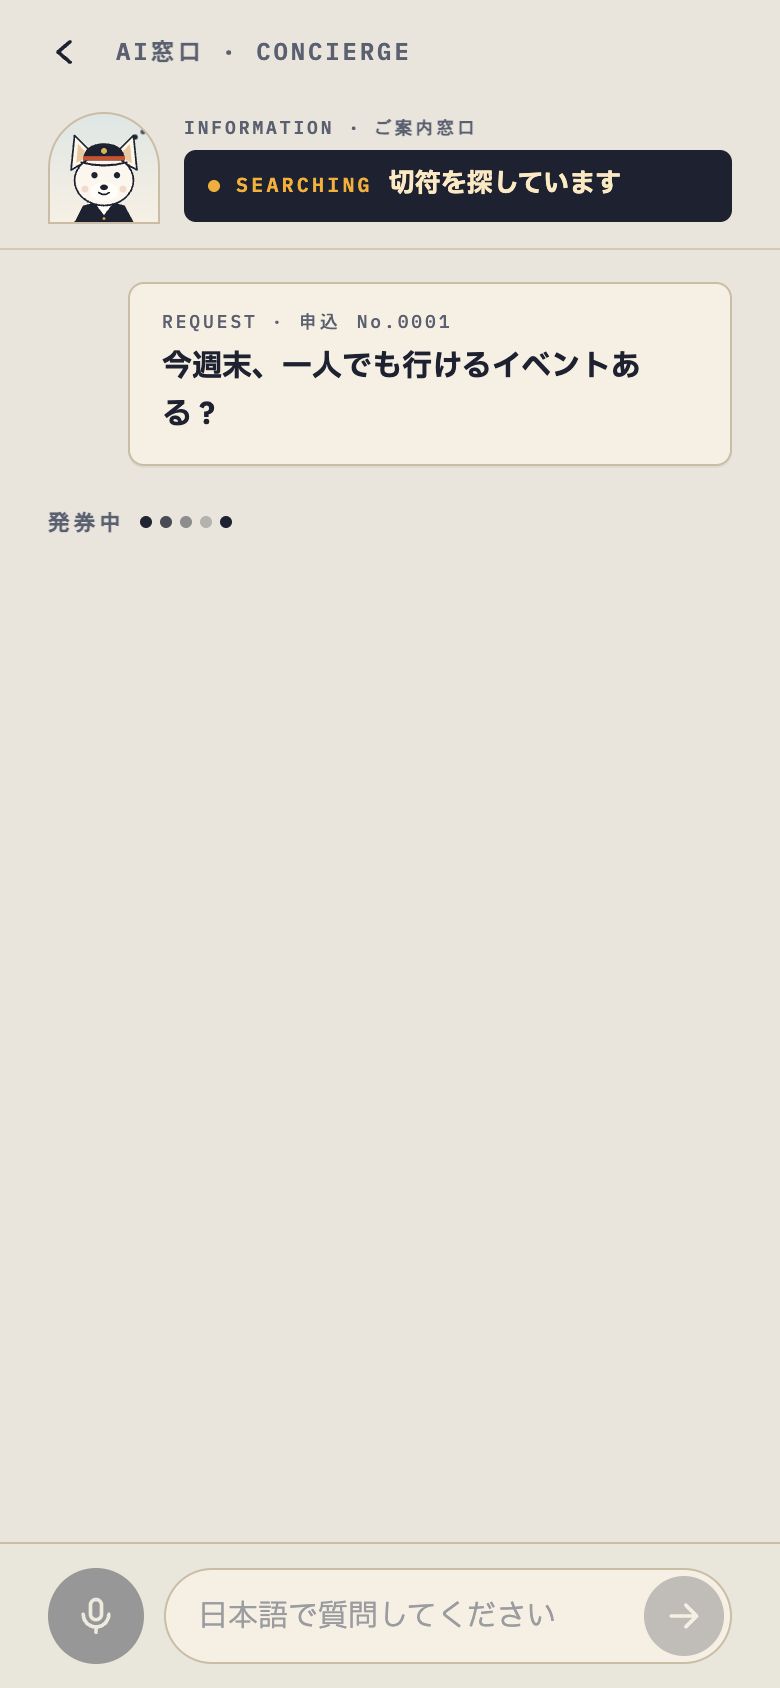 AI窓口 · CONCIERGE
INFORMATION · ご案内窓口
SEARCHING 切符を探しています
REQUEST · 申込 No.0001
今週末、一人でも行けるイベントあ
る？
発券中
日本語で質問してください